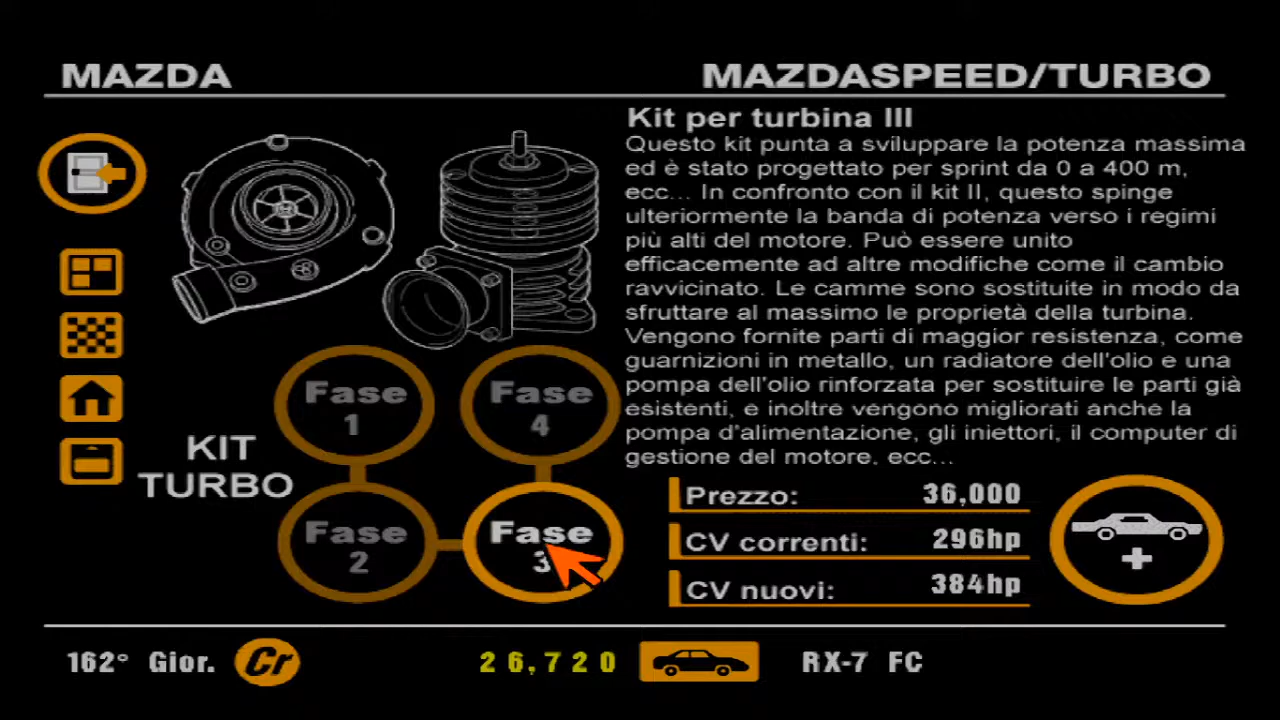 MAZDA
MAZDASPEED/TURBO
Kit per turbina III
Questo kit punta a sviluppare la potenza massima
ed è stato progettato per sprint da 0 a 400 m,
ecc... In confronto con il kit II, questo spinge
ulteriormente la banda di potenza verso i regimi
più alti del motore. Può essere unito
efficacemente ad altre modifiche come il cambio
ravvicinato. Le camme sono sostituite in modo da
sfruttare al massimo le proprietà della turbina.
Vengono fornite parti di maggior resistenza, come
guarnizioni in metallo, un radiatore dell'olio e una
pompa dell'olio rinforzata per sostituire le parti già
esistenti, e inoltre vengono migliorati anche la
pompa d'alimentazione, gli iniettori, il computer di
gestione del motore, ecc...
KIT
TURBO
Fase
1
Fase
4
Fase
2
Fase
3
Prezzo: 36,000
CV correnti: 296hp
CV nuovi: 384hp
162° Gior. Cr 26,720 RX-7 FC